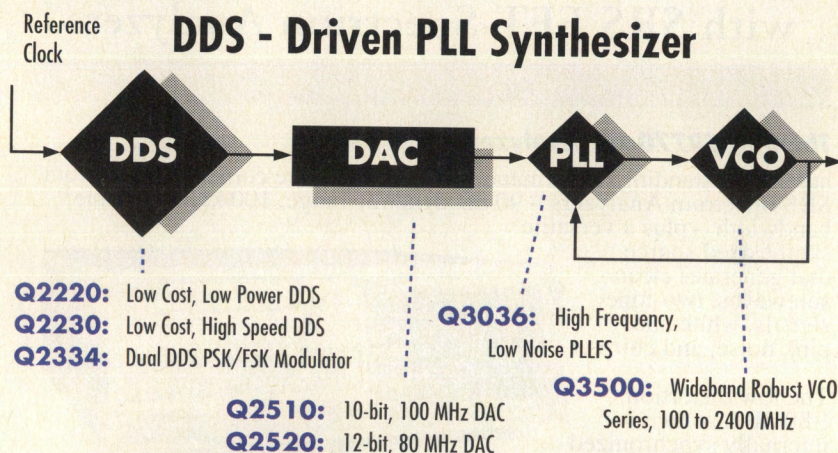 Reference
Clock
DDS - Driven PLL Synthesizer
DDS
DAC
PLL
VCO
Q2220: Low Cost, Low Power DDS
Q2230: Low Cost, High Speed DDS
Q2334: Dual DDS PSK/FSK Modulator
Q2510: 10-bit, 100 MHz DAC
Q2520: 12-bit, 80 MHz DAC
Q3036: High Frequency,
Low Noise PLLFS
Q3500: Wideband Robust VCO
Series, 100 to 2400 MHz